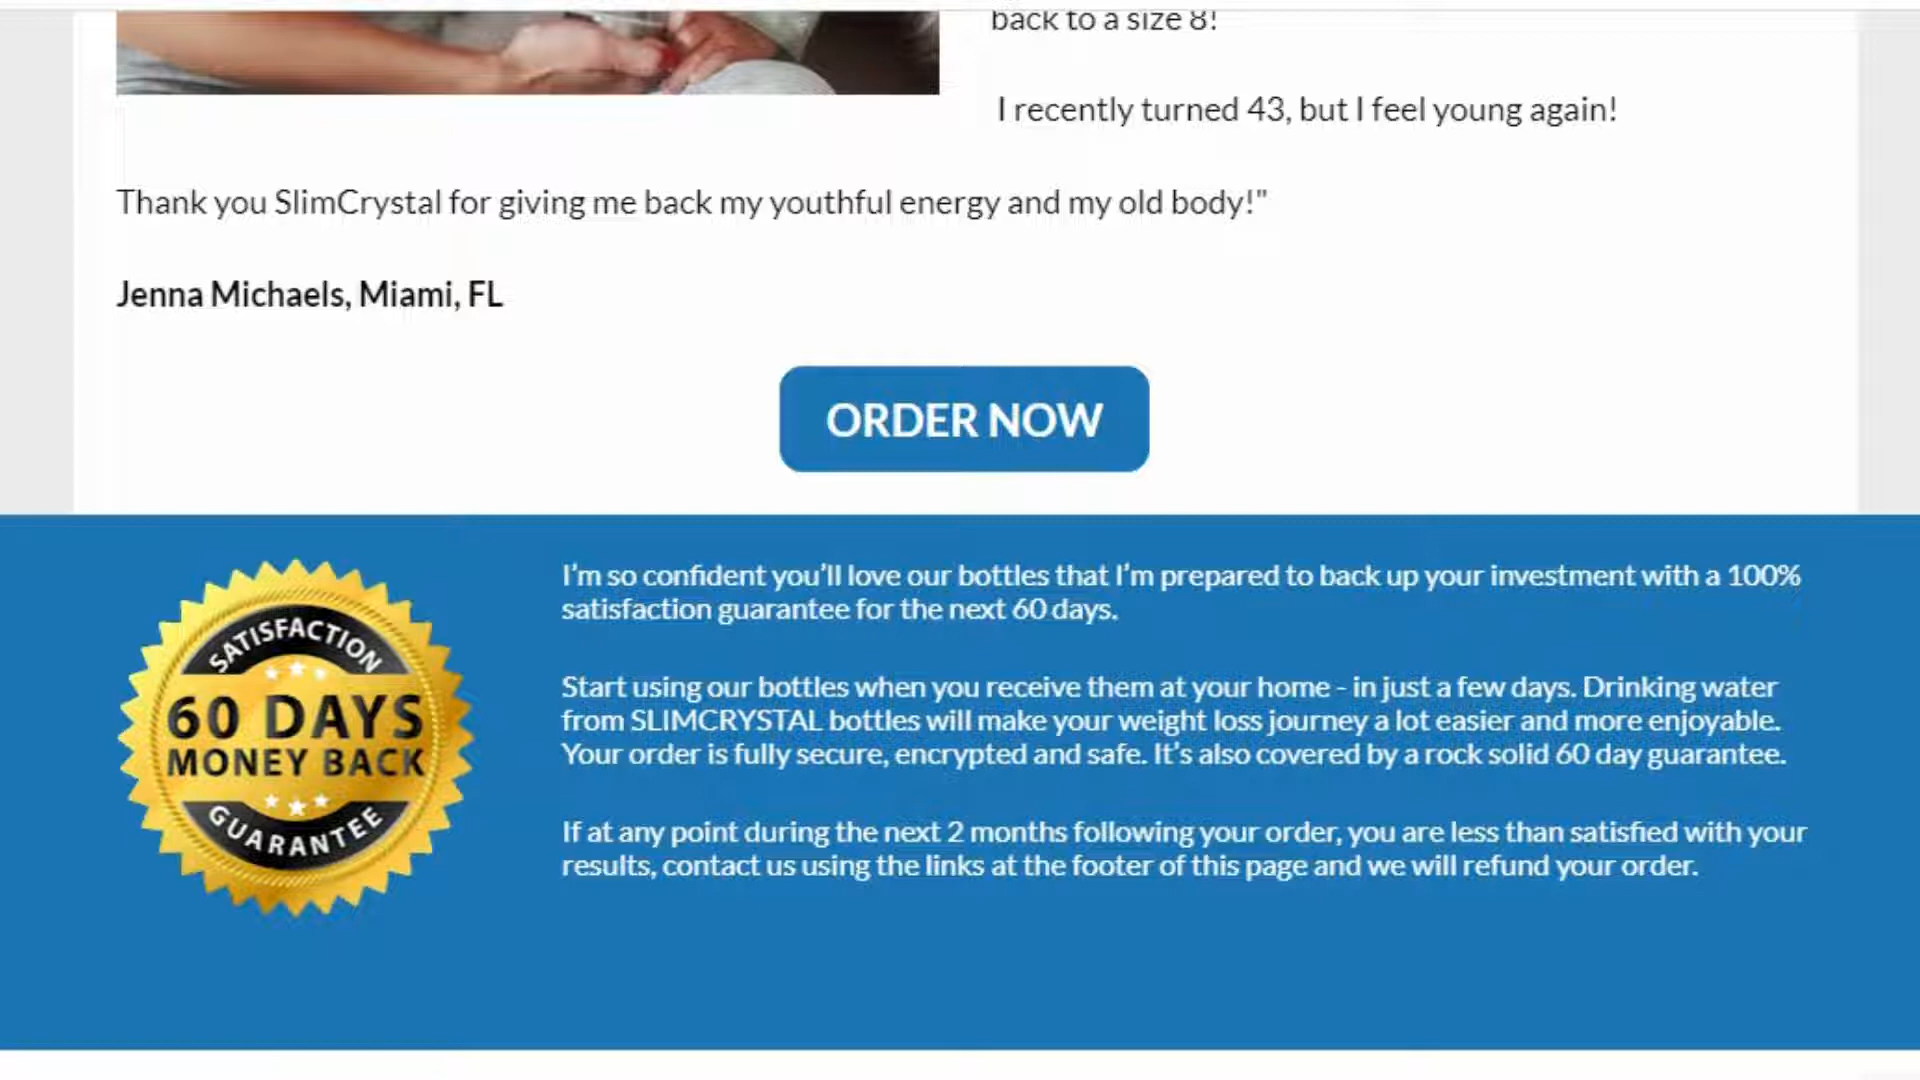 back to a size 8!
I recently turned 43, but I feel young again!
Thank you SlimCrystal for giving me back my youthful energy and my old body!"
Jenna Michaels, Miami, FL
ORDER NOW
SATISFACTION
60 DAYS
MONEY BACK
GUARANTEE
I'm so confident you'll love our bottles that I'm prepared to back up your investment with a 100%
satisfaction guarantee for the next 60 days.
Start using our bottles when you receive them at your home - in just a few days. Drinking water
from SLIMCRYSTAL bottles will make your weight loss journey a lot easier and more enjoyable.
Your order is fully secure, encrypted and safe. It's also covered by a rock solid 60 day guarantee.
If at any point during the next 2 months following your order, you are less than satisfied with your
results, contact us using the links at the footer of this page and we will refund your order.